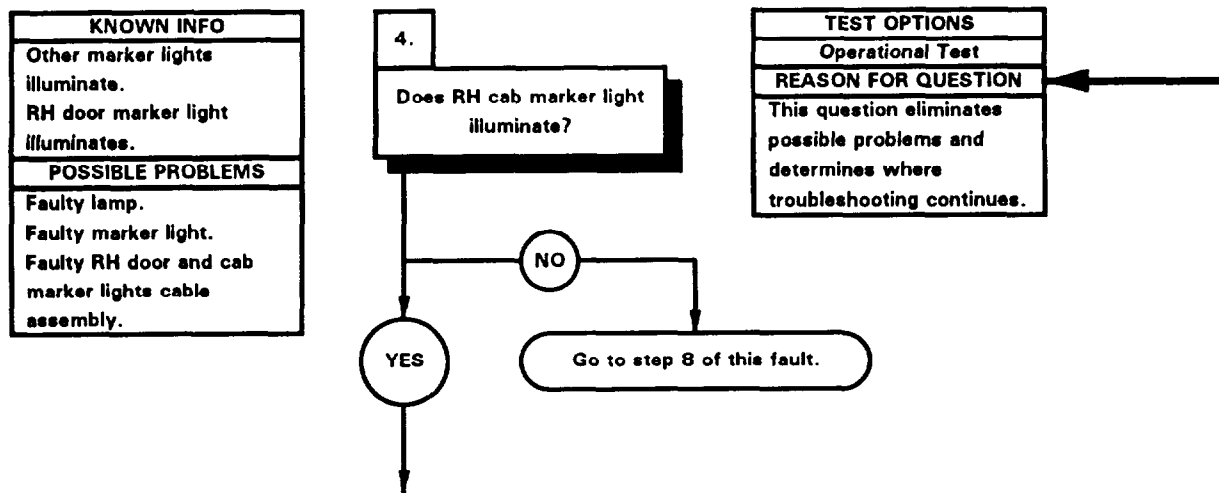 KNOWN INFO
Other marker lights
illuminate.
RH door marker light
illuminates.
POSSIBLE PROBLEMS
Faulty lamp.
Faulty marker light.
Faulty RH door and cab
marker lights cable
assembly.
4.
Does RH cab marker light
illuminate?
TEST OPTIONS
Operational Test
REASON FOR QUESTION
This question eliminates
possible problems and
determines where
troubleshooting continues.
NO
YES
Go to step 8 of this fault.